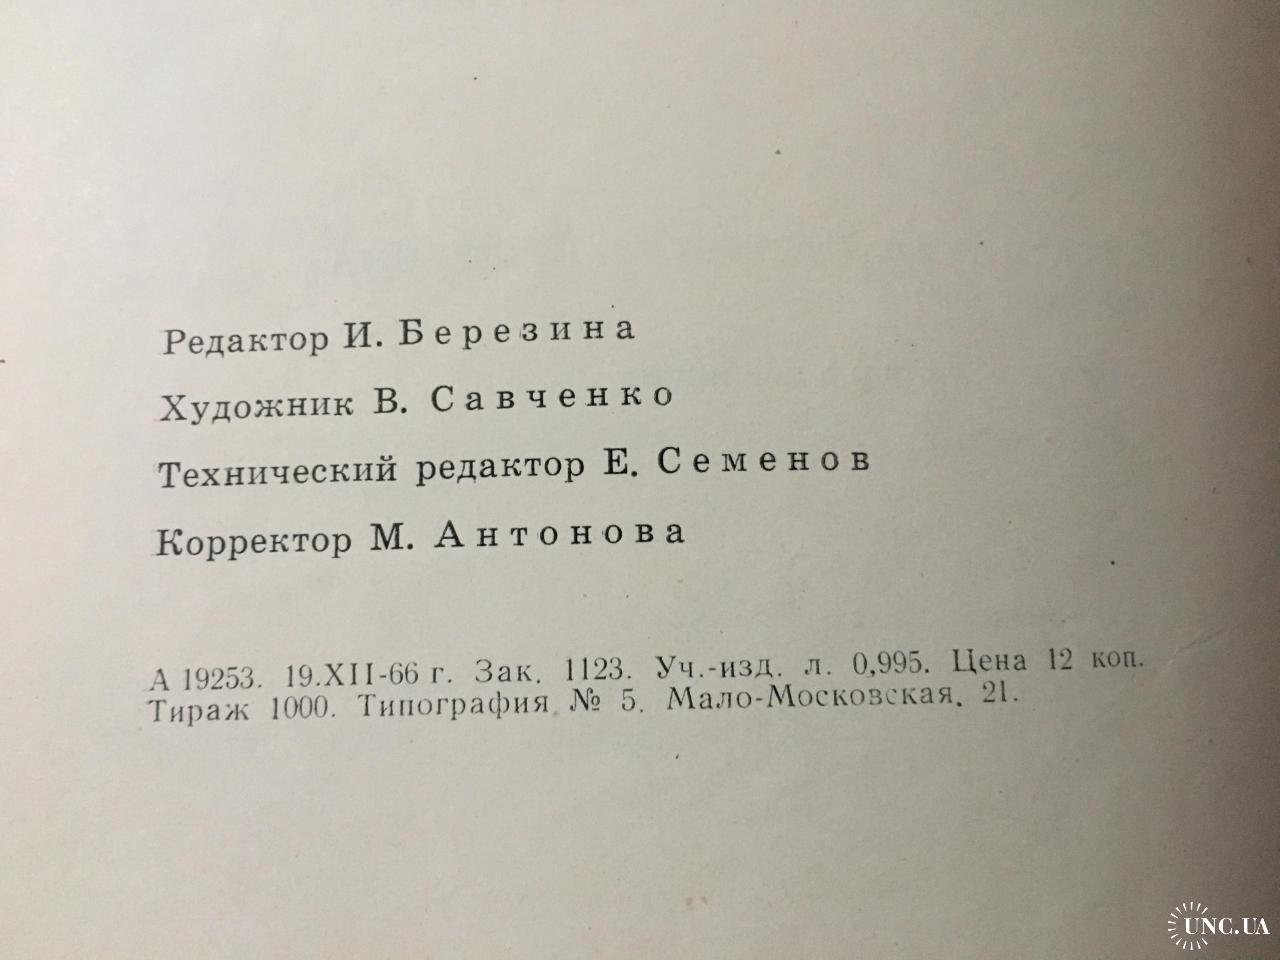 Редактор И. Березина
Художник В. Савченко
Технический редактор Е. Семенов
Корректор М. Антонова
А 19253. 19.XII-66 г. Зак. 1123. Уч.-изд. л. 0,995. Цена 12 коп.
Тираж 1000. Типография № 5. Мало-Московская, 21.
UNC.UA